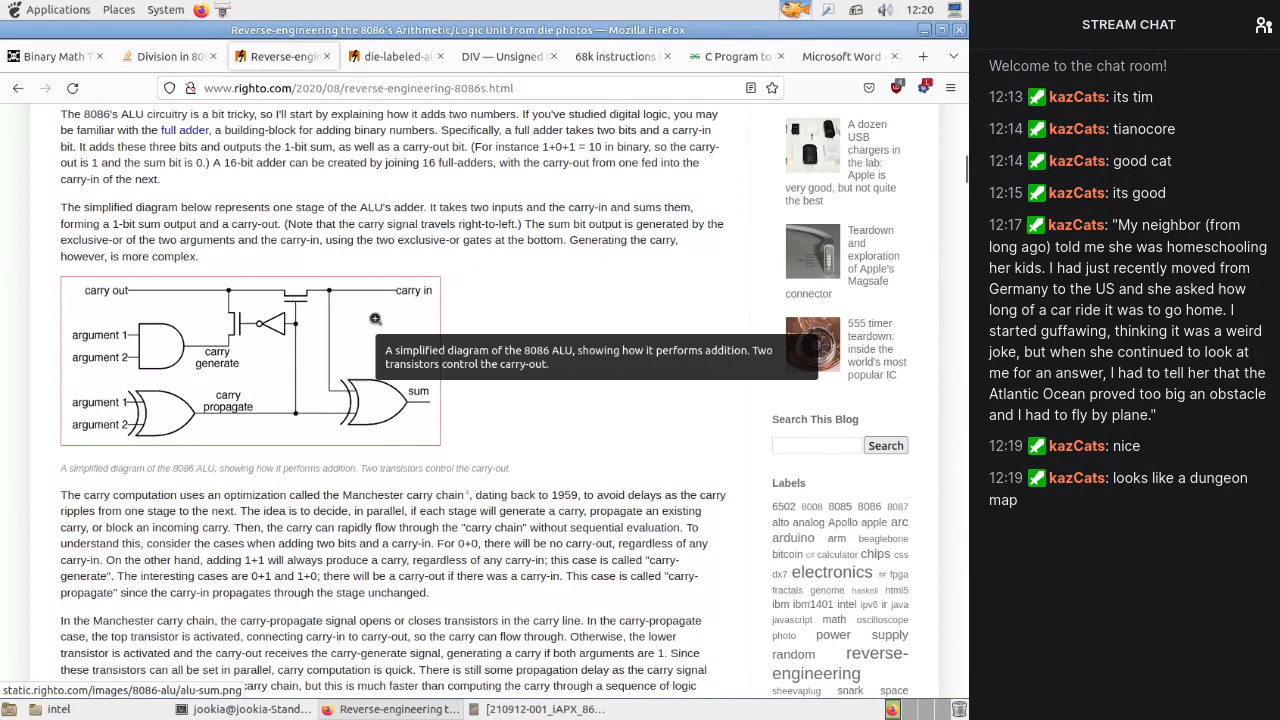 Applications Places System 12:20
Reverse-engineering the 8086's Arithmetic/Logic Unit from die photos — Mozilla Firefox
Binary Math T Division in 80 Reverse-engin die-labeled-al DIV — Unsigned 68k instructions C Program to Microsoft Word -
www.righto.com/2020/08/reverse-engineering-8086s.html
The 8086's ALU circuitry is a bit tricky, so I'll start by explaining how it adds two numbers. If you've studied digital logic, you may
be familiar with the full adder, a building-block for adding binary numbers. Specifically, a full adder takes two bits and a carry-in
bit. It adds these three bits and outputs the 1-bit sum, as well as a carry-out bit. (For instance 1+0+1 = 10 in binary, so the carry-
out is 1 and the sum bit is 0.) A 16-bit adder can be created by joining 16 full-adders, with the carry-out from one fed into the
carry-in of the next.
The simplified diagram below represents one stage of the ALU's adder. It takes two inputs and the carry-in and sums them,
forming a 1-bit sum output and a carry-out. (Note that the carry signal travels right-to-left.) The sum bit output is generated by the
exclusive-or of the two arguments and the carry-in, using the two exclusive-or gates at the bottom. Generating the carry,
however, is more complex.
carry out carry in
argument 1
argument 2
carry
generate
argument 1
argument 2
carry
propagate
sum
A simplified diagram of the 8086 ALU, showing how it performs addition. Two
transistors control the carry-out.
A simplified diagram of the 8086 ALU, showing how it performs addition. Two transistors control the carry-out.
The carry computation uses an optimization called the Manchester carry chain, dating back to 1959, to avoid delays as the carry
ripples from one stage to the next. The idea is to decide, in parallel, if each stage will generate a carry, propagate an existing
carry, or block an incoming carry. Then, the carry can rapidly flow through the "carry chain" without sequential evaluation. To
understand this, consider the cases when adding two bits and a carry-in. For 0+0, there will be no carry-out, regardless of any
carry-in. On the other hand, adding 1+1 will always produce a carry, regardless of any carry-in; this case is called "carry-
generate". The interesting cases are 0+1 and 1+0; there will be a carry-out if there was a carry-in. This case is called "carry-
propagate" since the carry-in propagates through the stage unchanged.
In the Manchester carry chain, the carry-propagate signal opens or closes transistors in the carry line. In the carry-propagate
case, the top transistor is activated, connecting carry-in to carry-out, so the carry can flow through. Otherwise, the lower
transistor is activated and the carry-out receives the carry-generate signal, generating a carry if both arguments are 1. Since
these transistors can all be set in parallel, carry computation is quick. There is still some propagation delay as the carry signal
carry chain, but this is much faster than computing the carry through a sequence of logic
static.righto.com/images/8086-alu/alu-sum.png
A dozen
USB
chargers in
the lab:
Apple is
very good, but not quite
the best
Teardown
and
exploration
of Apple's
Magsafe
connector
555 timer
teardown:
inside the
world's most
popular IC
Search This Blog
Search
Labels
6502 8008 8085 8086 8087
alto analog Apollo apple arc
arduino arm beaglebone
bitcoin c# calculator chips css
dx7 electronics f# fpga
fractals genome haskell html5
ibm ibm1401 intel ipv6 ir java
javascript math oscilloscope
photo power supply
random reverse-
engineering
sheevaplug snark space
intel jookia@jookia-Stand... Reverse-engineering t... [210912-001_iAPX_86...
STREAM CHAT
Welcome to the chat room!
12:13 kazCats: its tim
12:14 kazCats: tianocore
12:14 kazCats: good cat
12:15 kazCats: its good
12:17 kazCats: "My neighbor (from
long ago) told me she was homeschooling
her kids. I had just recently moved from
Germany to the US and she asked how
long of a car ride it was to go home. I
started guffawing, thinking it was a weird
joke, but when she continued to look at
me for an answer, I had to tell her that the
Atlantic Ocean proved too big an obstacle
and I had to fly by plane."
12:19 kazCats: nice
12:19 kazCats: looks like a dungeon
map